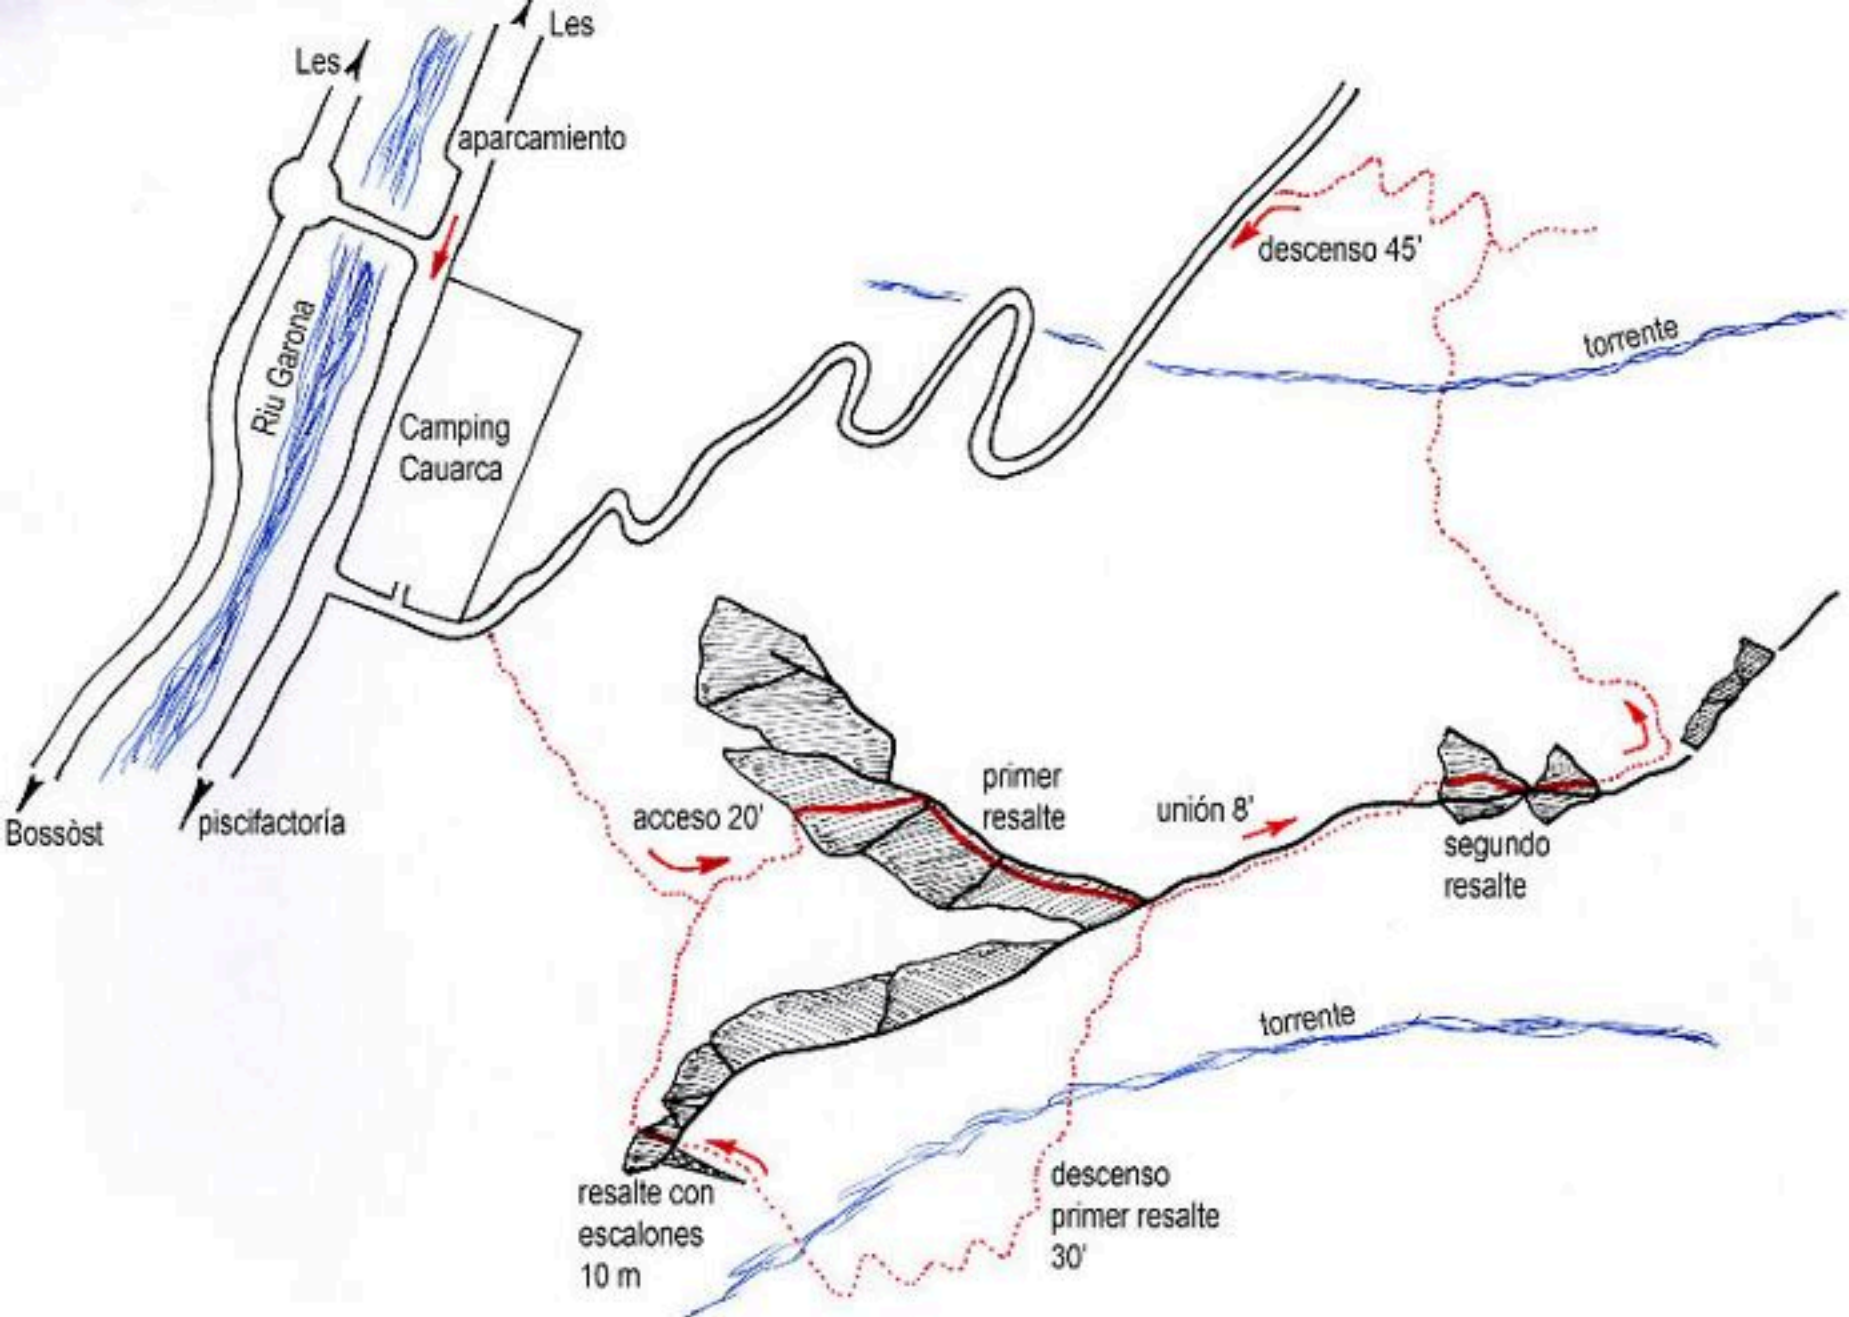 Les
Les
aparcamiento
descenso 45'
torrente
Riu Garona
Camping
Cauarca
Bossòst
piscifactoría
acceso 20'
primer
resalte
unión 8'
segundo
resalte
torrente
resalte con
escalones
10 m
descenso
primer resalte
30'